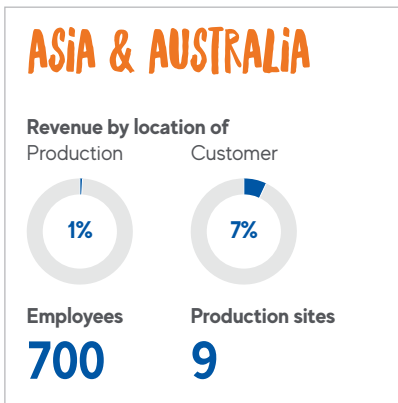 ASiA & AUSTRALiA
Revenue by location of
Production Customer
1% 7%
Employees Production sites
700 9